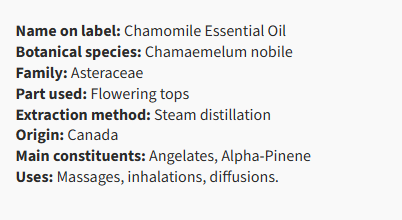 Name on label: Chamomile Essential Oil
Botanical species: Chamaemelum nobile
Family: Asteraceae
Part used: Flowering tops
Extraction method: Steam distillation
Origin: Canada
Main constituents: Angelates, Alpha-Pinene
Uses: Massages, inhalations, diffusions.